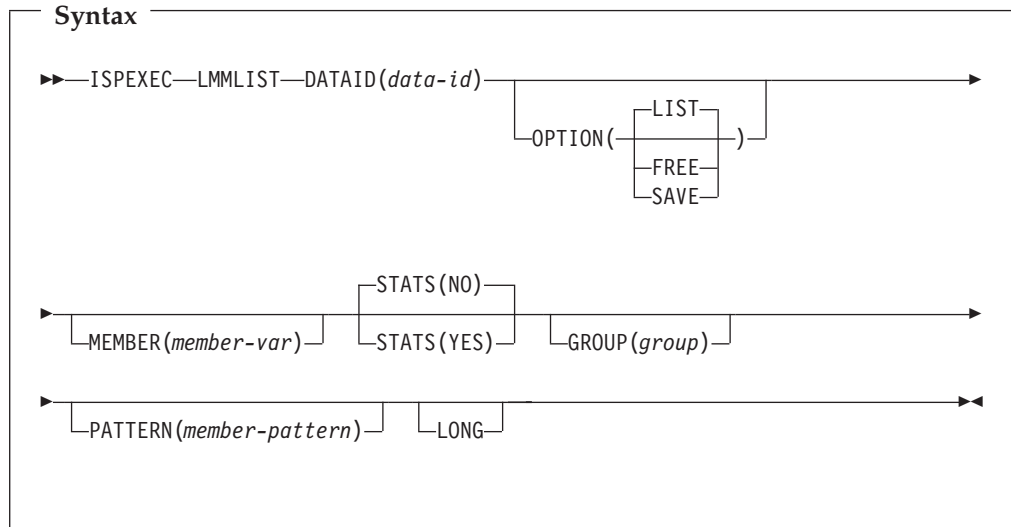 Syntax
ISPEXEC LMMLIST DATAID(data-id)
LIST
OPTION( )
FREE
SAVE
STATS(NO)
MEMBER(member-var) STATS(YES) GROUP(group)
PATTERN(member-pattern) LONG